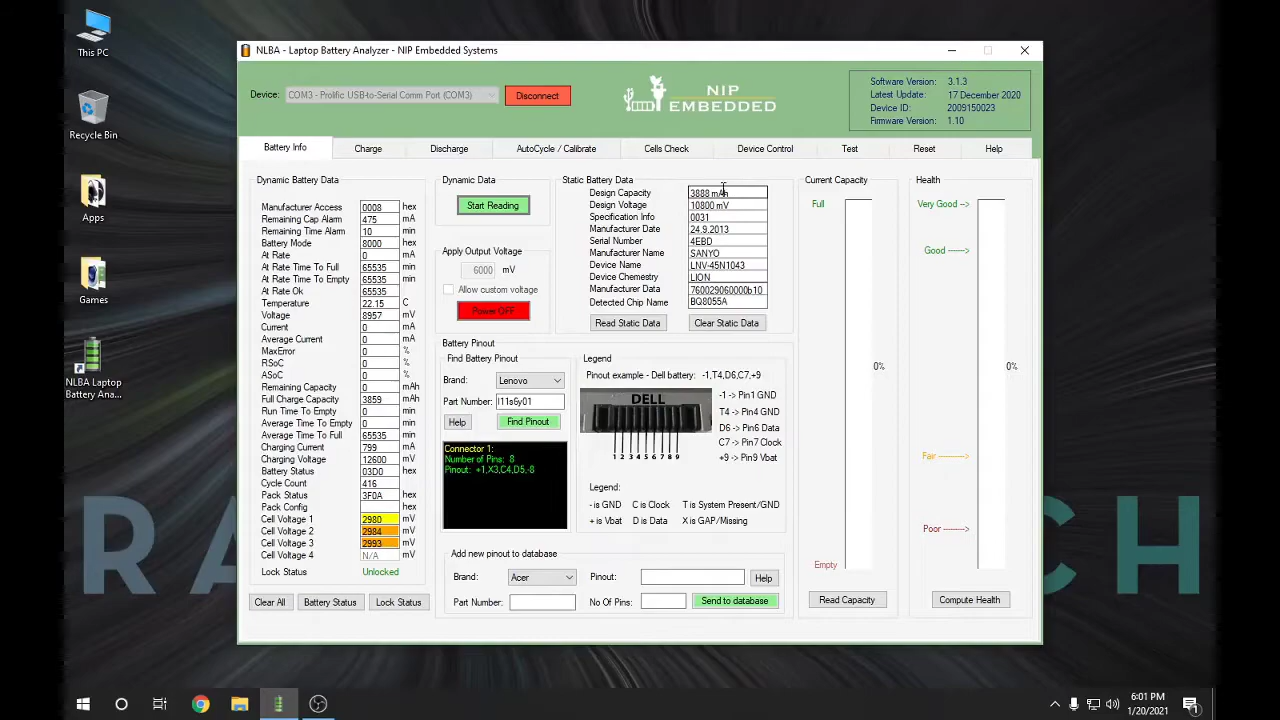 This PC
Recycle Bin
Apps
Games
NLBA Laptop
Battery Ana...
NLBA - Laptop Battery Analyzer - NIP Embedded Systems
Device: COM3 - Prolific USB-to-Serial Comm Port (COM3) Disconnect
NIP
EMBEDDED
Software Version: 3.1.3
Latest Update: 17 December 2020
Device ID: 2009150023
Firmware Version: 1.10
Battery Info Charge Discharge AutoCycle / Calibrate Cells Check Device Control Test Reset Help
Dynamic Battery Data
Manufacturer Access 0008 hex
Remaining Cap Alarm 475 mA
Remaining Time Alarm 10 min
Battery Mode 8000 hex
At Rate 0 mA
At Rate Time To Full 65535 min
At Rate Time To Empty 65535 min
At Rate Ok 65535
Temperature 22.15 C
Voltage 8957 mV
Current 0 mA
Average Current 0 mA
MaxError 0 %
RSoC 0 %
ASoC 0 %
Remaining Capacity 0 mAh
Full Charge Capacity 3859 mAh
Run Time To Empty 0 min
Average Time To Empty 0 min
Average Time To Full 65535 min
Charging Current 799 mA
Charging Voltage 12600 mV
Battery Status 03D0 hex
Cycle Count 416
Pack Status 3F0A hex
Pack Config hex
Cell Voltage 1 2980 mV
Cell Voltage 2 2984 mV
Cell Voltage 3 2993 mV
Cell Voltage 4 N/A mV
Lock Status Unlocked
Clear All Battery Status Lock Status
Dynamic Data
Start Reading
Apply Output Voltage
6000 mV
Allow custom voltage
Power OFF
Static Battery Data
Design Capacity 3888 mAh
Design Voltage 10800 mV
Specification Info 0031
Manufacturer Date 24.9.2013
Serial Number 4EBD
Manufacturer Name SANYO
Device Name LNV-45N1043
Device Chemestry LION
Manufacturer Data 760029060000b10
Detected Chip Name BQ8055A
Read Static Data Clear Static Data
Battery Pinout
Find Battery Pinout
Brand: Lenovo
Part Number: l11s6y01
Help Find Pinout
Connector 1:
Number of Pins: 8
Pinout: +1,X3,C4,D5,-8
Legend
Pinout example - Dell battery: -1,T4,D6,C7,+9
DELL
1 2 3 4 5 6 7 8 9
-1 -> Pin1 GND
T4 -> Pin4 GND
D6 -> Pin6 Data
C7 -> Pin7 Clock
+9 -> Pin9 Vbat
Legend:
- is GND C is Clock T is System Present/GND
+ is Vbat D is Data X is GAP/Missing
Add new pinout to database
Brand: Acer Pinout: Help
Part Number: No Of Pins: Send to database
Current Capacity
Full
0%
Empty
Read Capacity
Health
Very Good -->
Good ----->
0%
Fair ------->
Poor ------->
Compute Health
RA CH
6:01 PM
1/20/2021
1